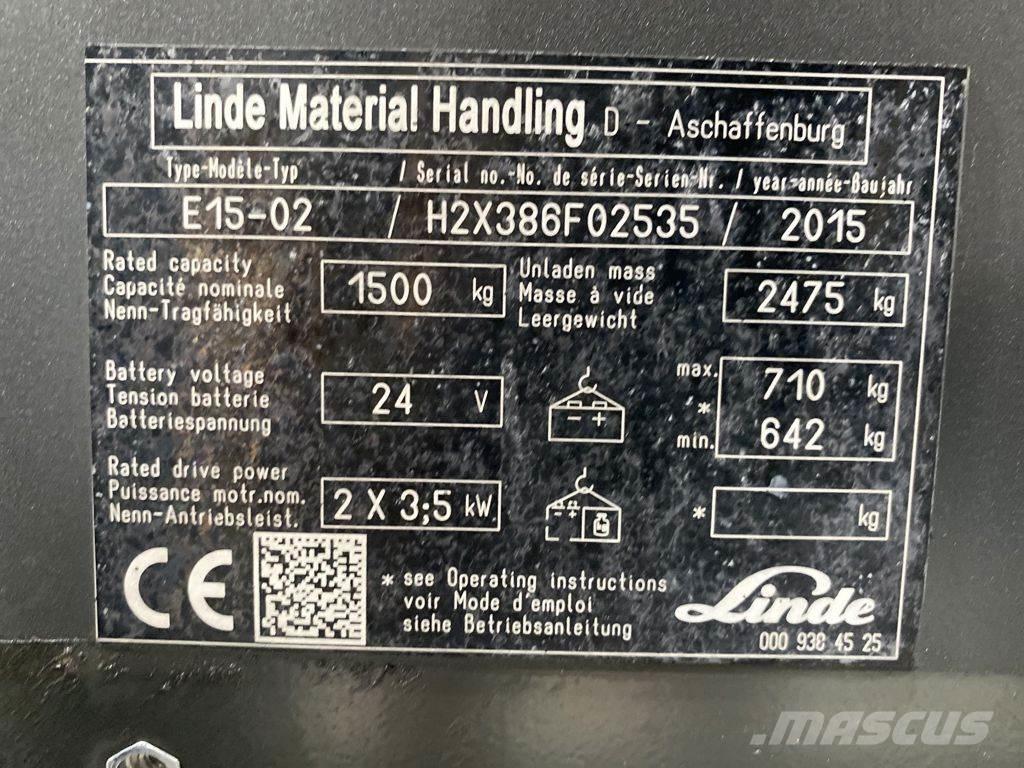 Linde Material Handling D - Aschaffenburg
Type-Modèle-Typ / Serial no.-No. de série-Serien-Nr. / year-année-Baujahr
E15-02 / H2X386F02535 / 2015
Rated capacity
Capacité nominale
Nenn-Tragfähigkeit
1500 kg
Unladen mass
Masse à vide
Leergewicht
2475 kg
Battery voltage
Tension batterie
Batteriespannung
24 V
- +
max. 710 kg
*
min. 642 kg
Rated drive power
Puissance motr.nom.
Nenn-Antriebsleist.
2 X 3,5 kW
- +
* kg
CE
* see Operating instructions
voir Mode d'emploi
siehe Betriebsanleitung
Linde
000 938 45 25
MASCUS